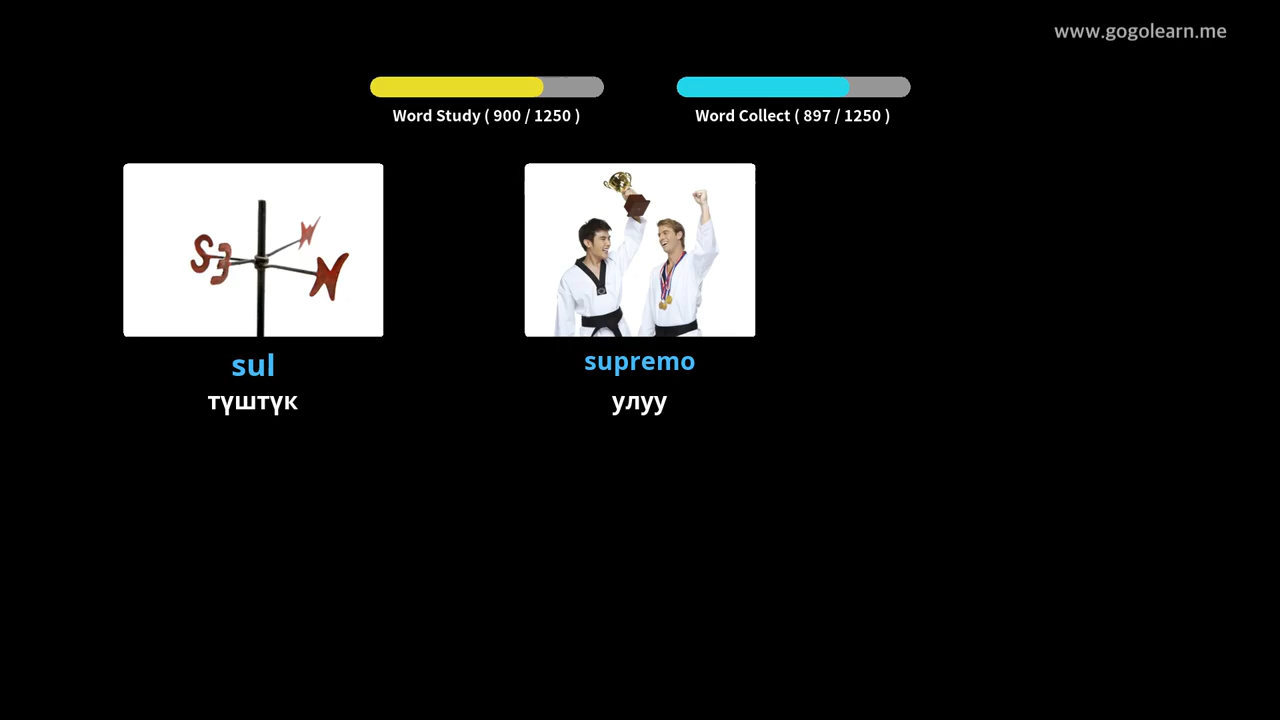 www.gogolearn.me
Word Study ( 900 / 1250 )
Word Collect ( 897 / 1250 )
sul
түштүк
supremo
улуу